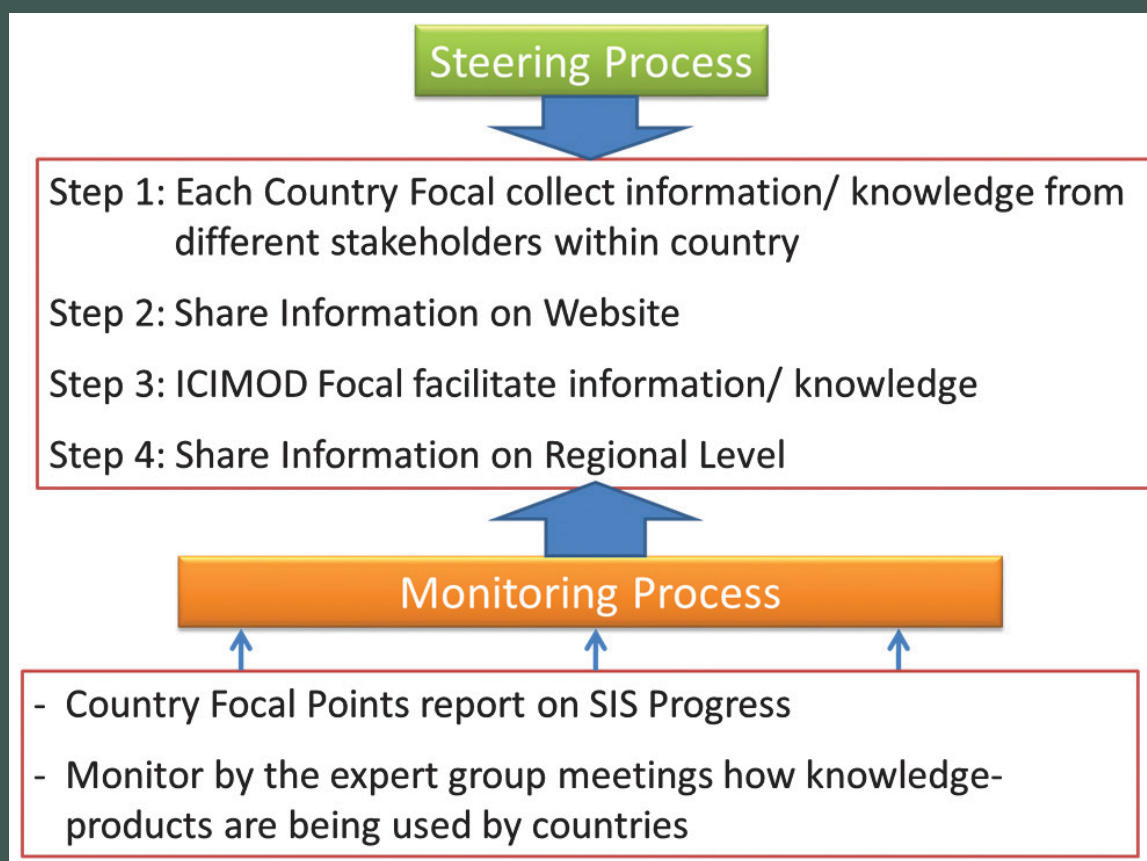 Steering Process
Step 1: Each Country Focal collect information/ knowledge from
different stakeholders within country
Step 2: Share Information on Website
Step 3: ICIMOD Focal facilitate information/ knowledge
Step 4: Share Information on Regional Level
Monitoring Process
- Country Focal Points report on SIS Progress
- Monitor by the expert group meetings how knowledge-
products are being used by countries